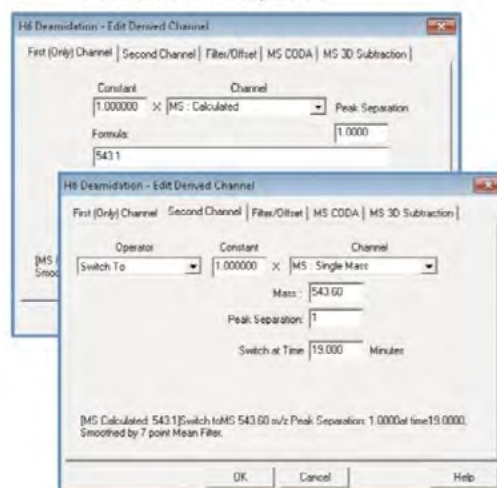 H6 Deamidation - Edit Derived Channel
First (Only) Channel | Second Channel | Filter/Offset | MS CODA | MS 3D Subtraction |
Constant Channel
1.000000 X MS : Calculated Peak Separation
Formula: 1.0000
543.1
H6 Deamidation - Edit Derived Channel
First (Only) Channel Second Channel | Filter/Offset | MS CODA | MS 3D Subtraction |
Operator Constant Channel
Switch To 1.000000 X MS : Single Mass
[MS
Smoo
Mass : 543.60
Peak Separation: 1
Switch at Time 19.000 Minutes
[MS Calculated: 543.1]Switch toMS 543.60 m/z Peak Separation: 1.0000at time19.0000,
Smoothed by 7 point Mean Filter.
OK Cancel Help